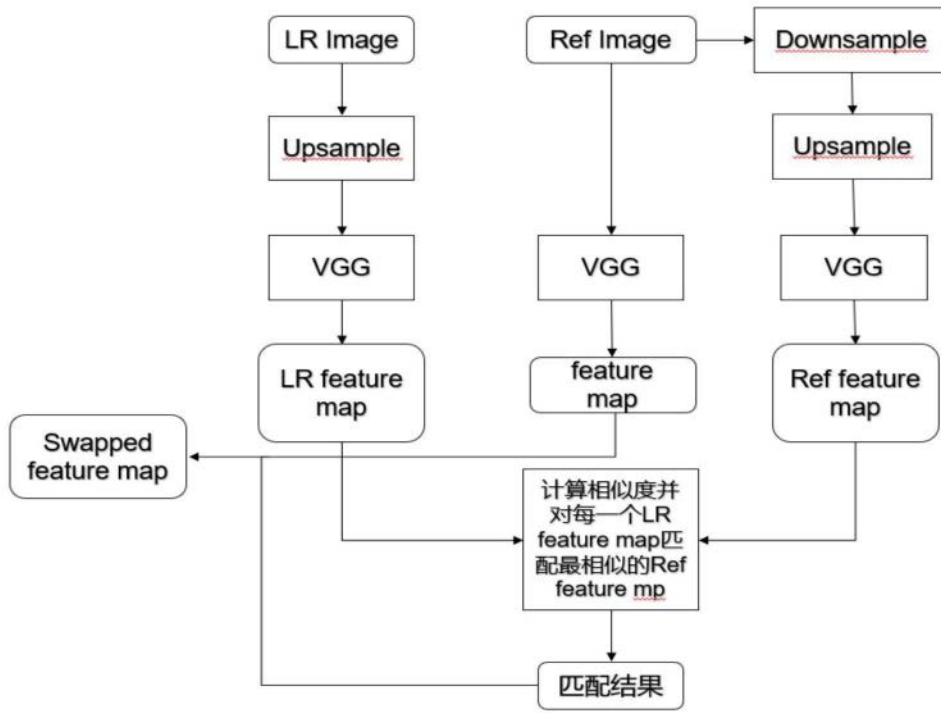 LR Image
Ref Image
Downsample
Upsample
Upsample
VGG
VGG
VGG
LR feature
map
feature
map
Ref feature
map
Swapped
feature map
计算相似度并
对每一个LR
feature map匹
配最相似的Ref
feature mp
匹配结果